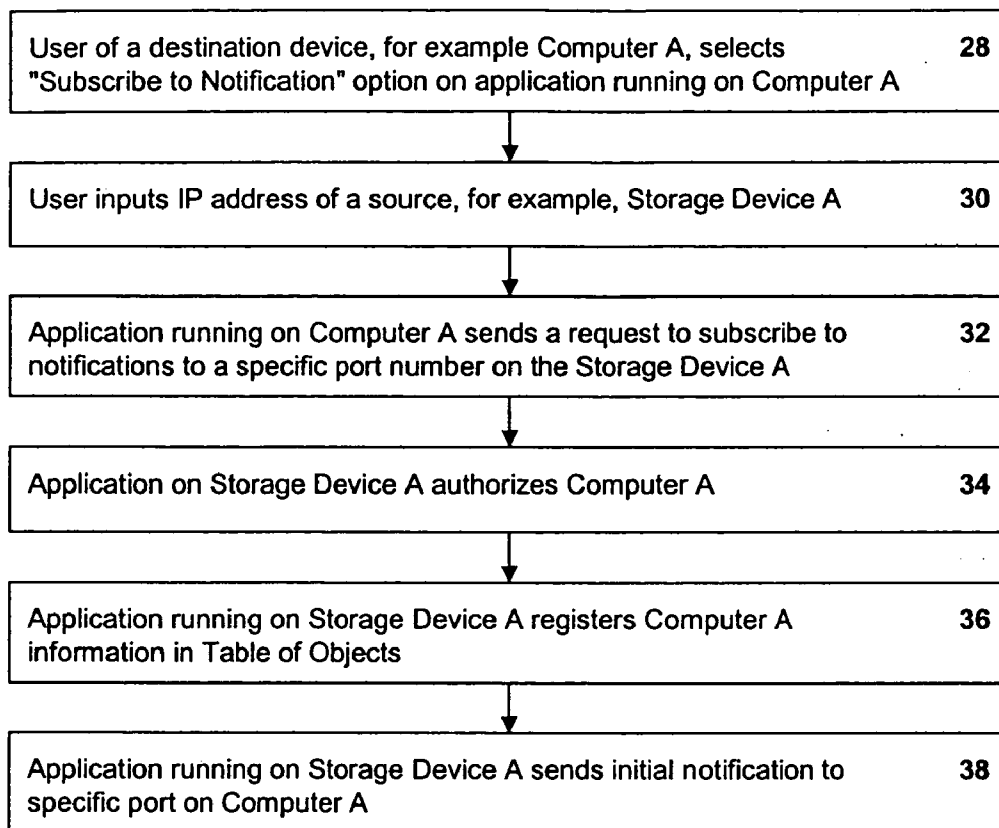 User of a destination device, for example Computer A, selects 28
"Subscribe to Notification" option on application running on Computer A
User inputs IP address of a source, for example, Storage Device A 30
Application running on Computer A sends a request to subscribe to 32
notifications to a specific port number on the Storage Device A
Application on Storage Device A authorizes Computer A 34
Application running on Storage Device A registers Computer A 36
information in Table of Objects
Application running on Storage Device A sends initial notification to 38
specific port on Computer A